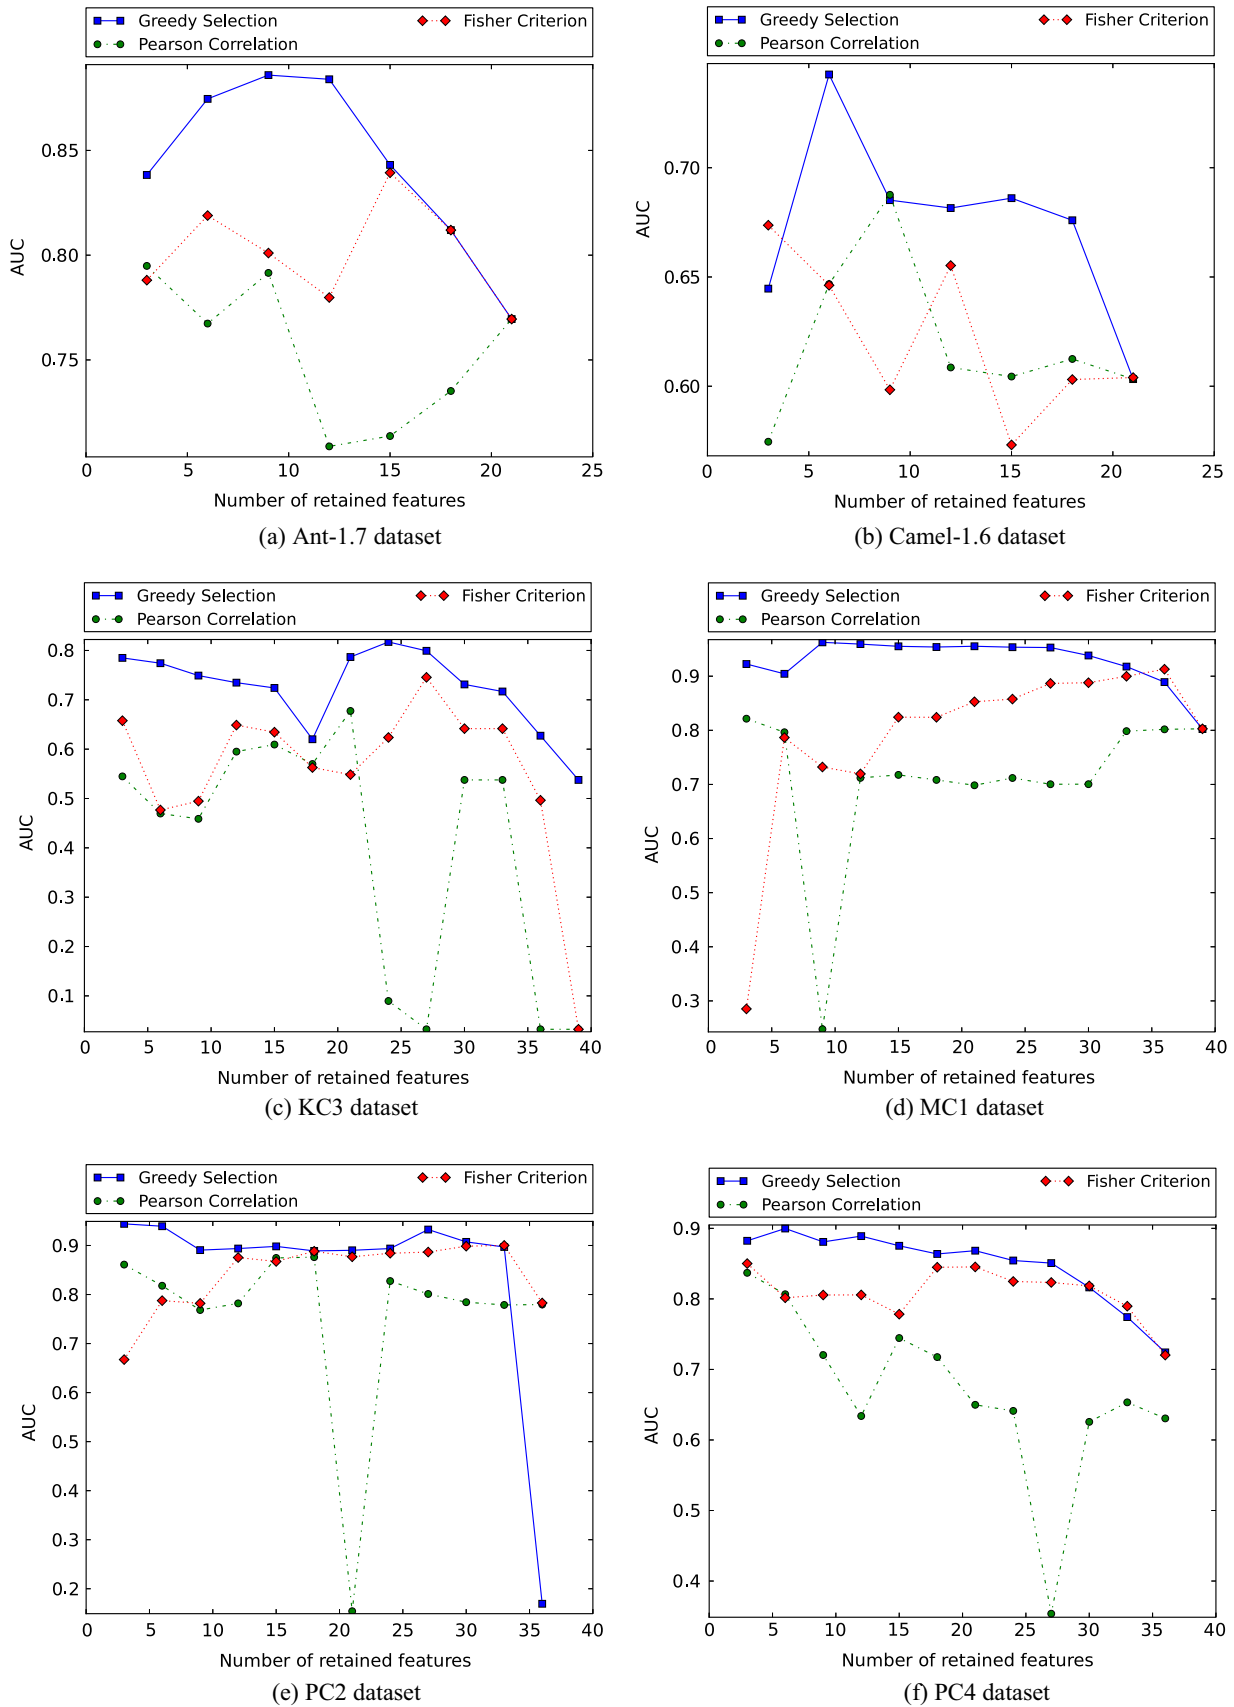 Greedy Selection Fisher Criterion
Pearson Correlation
0.85
0.80
0.75
AUC
0 5 10 15 20 25
Number of retained features
(a) Ant-1.7 dataset
Greedy Selection Fisher Criterion
Pearson Correlation
0.70
0.65
0.60
AUC
0 5 10 15 20 25
Number of retained features
(b) Camel-1.6 dataset
Greedy Selection Fisher Criterion
Pearson Correlation
0.8
0.7
0.6
0.5
0.4
0.3
0.2
0.1
AUC
0 5 10 15 20 25 30 35 40
Number of retained features
(c) KC3 dataset
Greedy Selection Fisher Criterion
Pearson Correlation
0.9
0.8
0.7
0.6
0.5
0.4
0.3
AUC
0 5 10 15 20 25 30 35 40
Number of retained features
(d) MC1 dataset
Greedy Selection Fisher Criterion
Pearson Correlation
0.9
0.8
0.7
0.6
0.5
0.4
0.3
0.2
AUC
0 5 10 15 20 25 30 35 40
Number of retained features
(e) PC2 dataset
Greedy Selection Fisher Criterion
Pearson Correlation
0.9
0.8
0.7
0.6
0.5
0.4
AUC
0 5 10 15 20 25 30 35 40
Number of retained features
(f) PC4 dataset